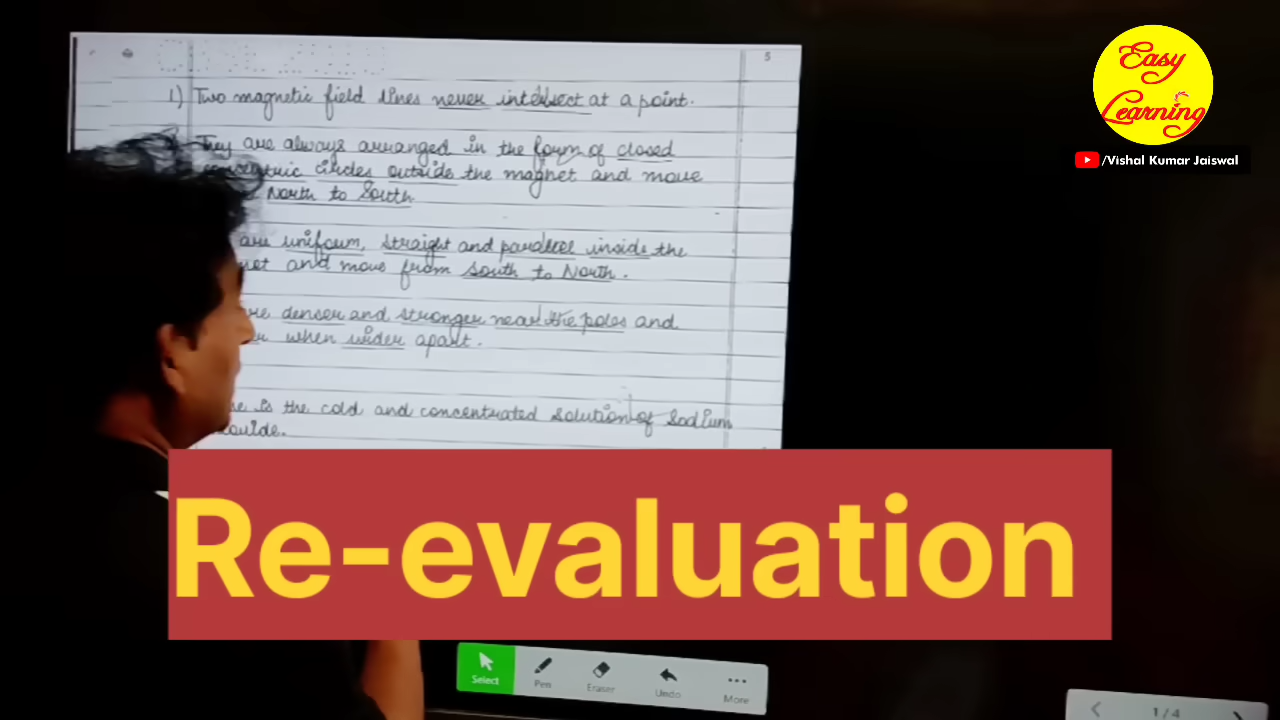 5
1) Two magnetic field lines never intersect at a point.
They are always arranged in the form of closed
circles outside the magnet and move
North to South
are uniform, straight and parallel inside the
and move from South to North.
denser and stronger near the poles and
when wider apart.
is the cold and concentrated solution of Sodium
Re-evaluation
Easy
Learning
/Vishal Kumar Jaiswal
Select
Pen
Eraser
Undo
More
1/4